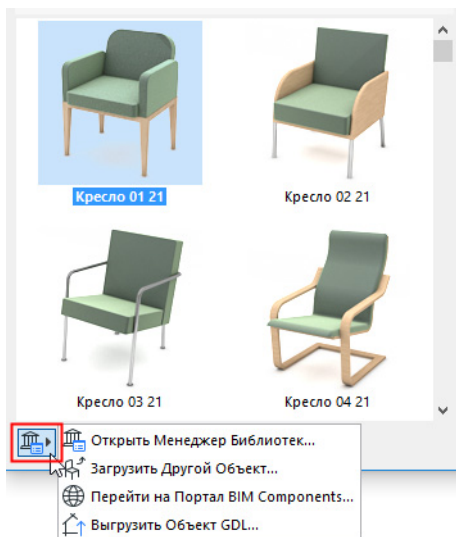 Кресло 01 21
Кресло 02 21
Кресло 03 21
Кресло 04 21
Открыть Менеджер Библиотек...
Загрузить Другой Объект...
Перейти на Портал BIM Components...
Выгрузить Объект GDL...